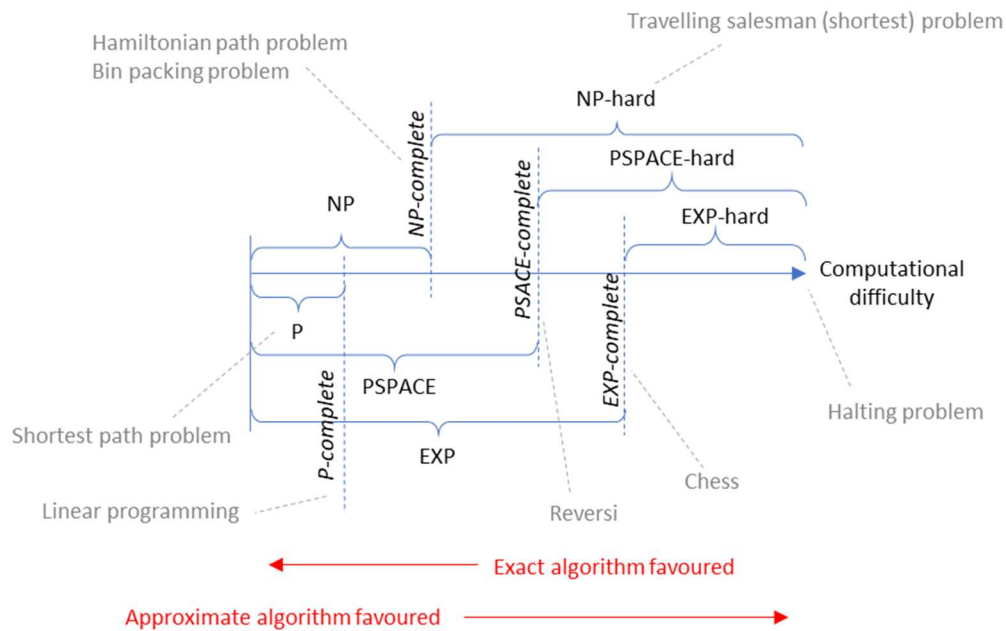 Travelling salesman (shortest) problem
Hamiltonian path problem
Bin packing problem
NP-hard
NP-complete
PSPACE-hard
PSACE-complete
NP
EXP-hard
EXP-complete
Computational
difficulty
P
P-complete
PSPACE
Halting problem
Shortest path problem
EXP
Chess
Linear programming
Reversi
Exact algorithm favoured
Approximate algorithm favoured